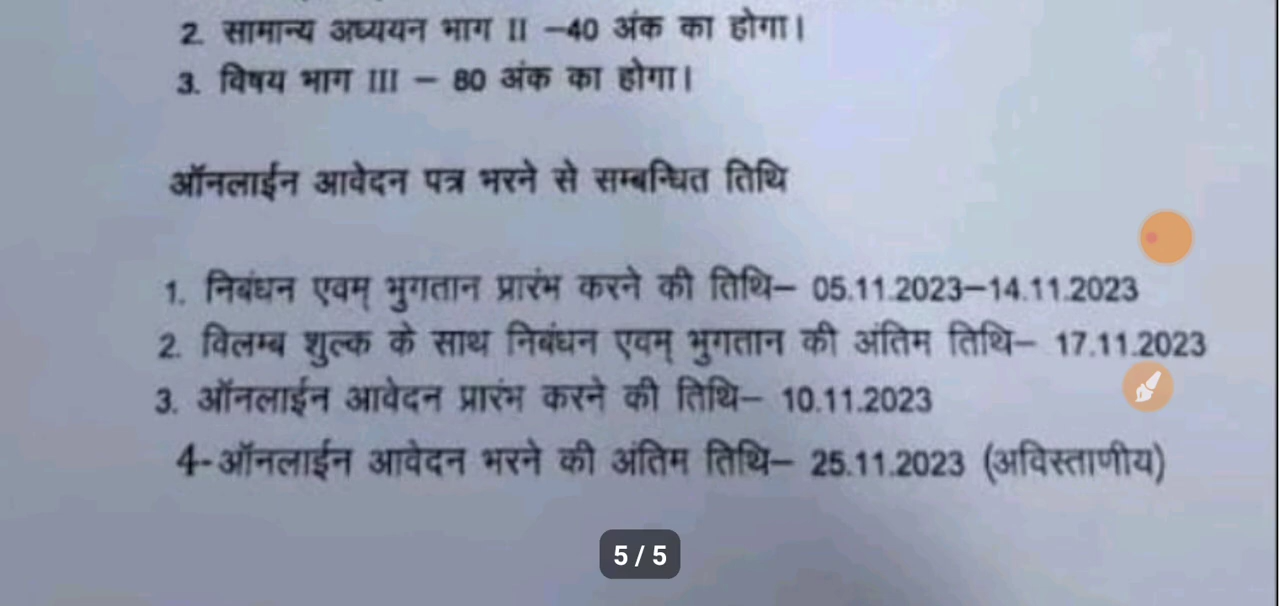 2. सामान्य अध्ययन भाग II –40 अंक का होगा।
3. विषय भाग III – 80 अंक का होगा।
ऑनलाईन आवेदन पत्र भरने से सम्बन्धित तिथि
1. निबंधन एवम् भुगतान प्रारंभ करने की तिथि– 05.11.2023–14.11.2023
2. विलम्ब शुल्क के साथ निबंधन एवम् भुगतान की अंतिम तिथि– 17.11.2023
3. ऑनलाईन आवेदन प्रारंभ करने की तिथि– 10.11.2023
4-ऑनलाईन आवेदन भरने की अंतिम तिथि– 25.11.2023 (अविस्ताणीय)
5 / 5